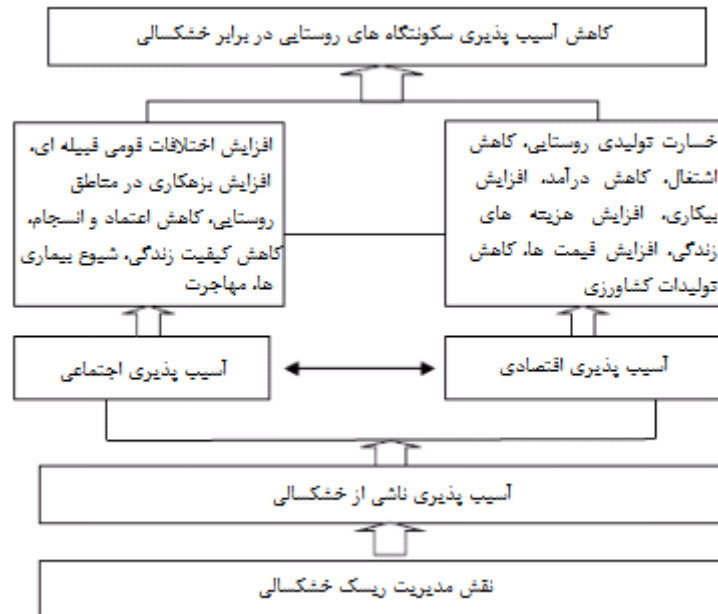 کاهش آسیب پذیری سکونتگاه های روستایی در برابر خشکسالی
خسارت تولیدی روستایی، کاهش
اشتغال، کاهش درآمد، افزایش
بیکاری، افزایش هزیته های
زندگی، افزایش قیمت ها، کاهش
تولیدات کشاورزی
افزایش اختلافات قومی قبیله ای،
افزایش بزهکاری در متاطق
روستایی، کاهش اعتماد و انسجام،
کاهش کیفیت زندگی، شیوع بیماری
ها، مهاجرت
آسیب پذیری اقتصادی
آسیب پذیری اجتماعی
آسیب پذیری ناشی از خشکسالی
نقش مدیریت ریسک خشکسالی